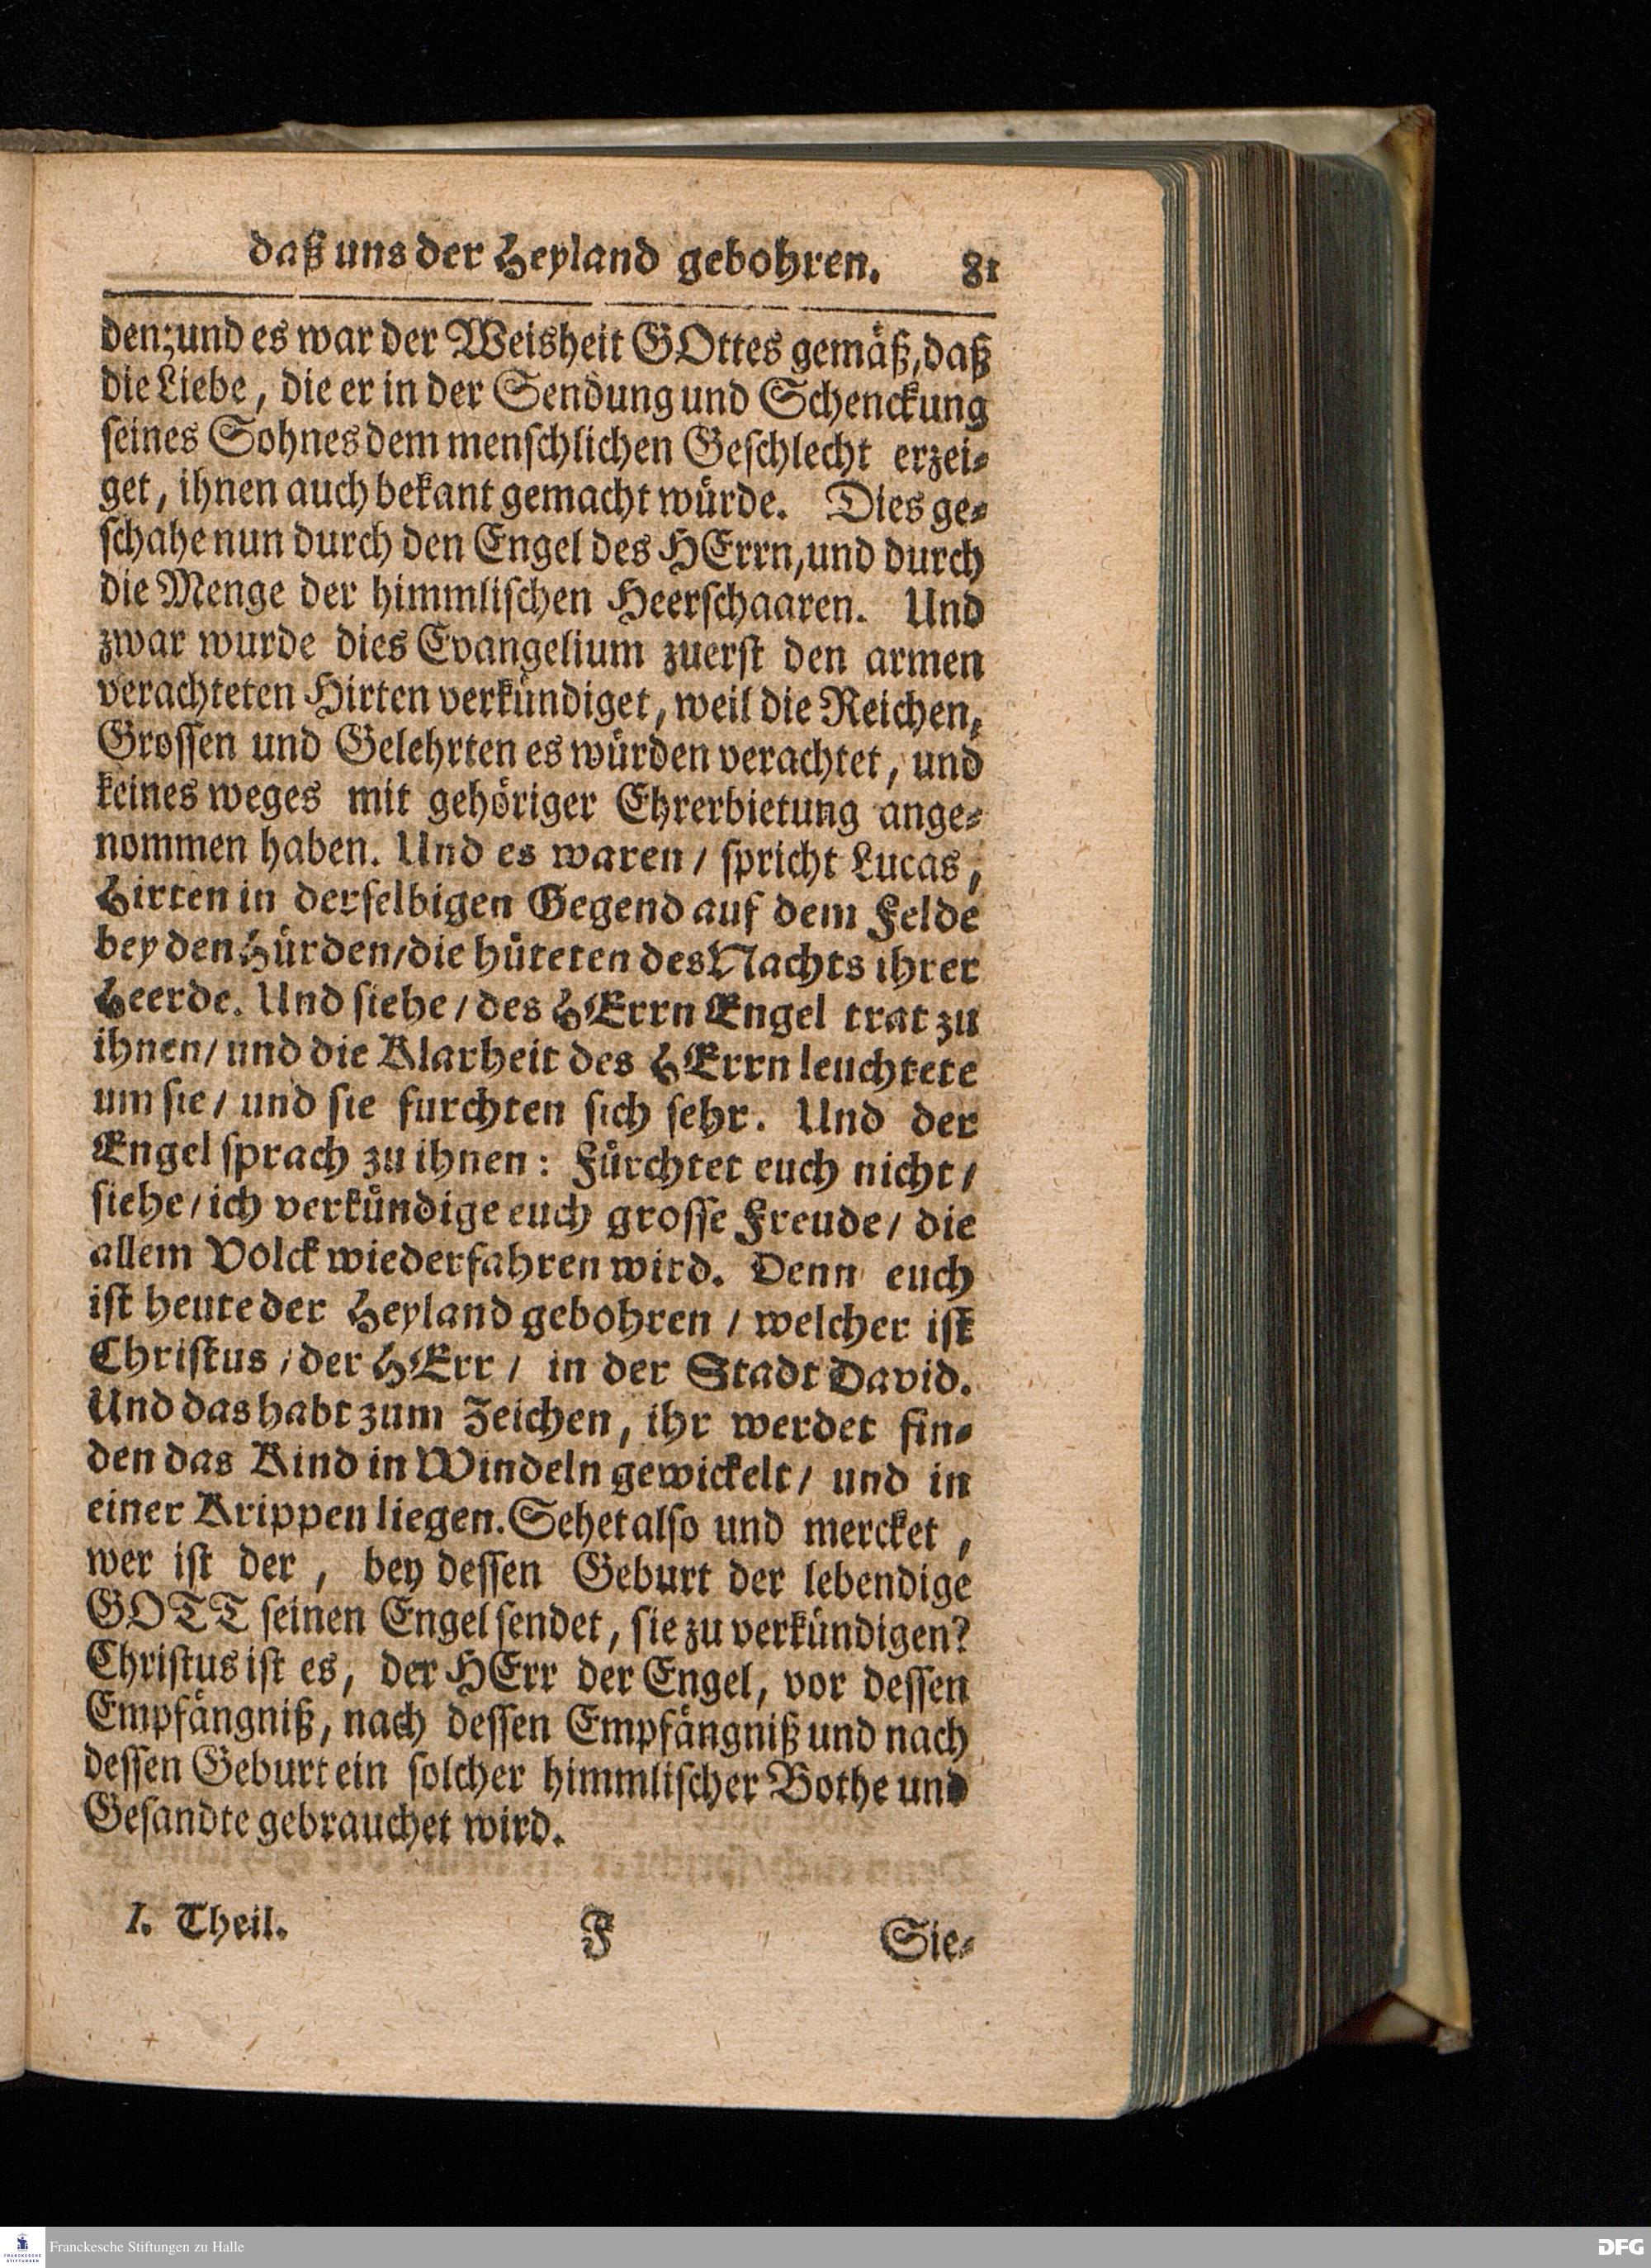 daß uns der Heyland gebohren. 81
den; und es war der Weisheit GOttes gemäß, daß
die Liebe, die er in der Sendung und Schenckung
seines Sohnes dem menschlichen Geschlecht erzei-
get, ihnen auch bekant gemacht würde. Dies ge-
schahe nun durch den Engel des HErrn, und durch
die Menge der himmlischen Heerschaaren. Und
zwar wurde dies Evangelium zuerst den armen
verachteten Hirten verkündiget, weil die Reichen,
Grossen und Gelehrten es würden verachtet, und
keines weges mit gehöriger Ehrerbietung ange-
nommen haben. Und es waren / spricht Lucas,
Hirten in derselbigen Gegend auf dem Felde
bey den Hürden / die hüteten des Nachts ihrer
Heerde. Und siehe / des HErrn Engel trat zu
ihnen / und die Klarheit des HErrn leuchtete
um sie / und sie furchten sich sehr. Und der
Engel sprach zu ihnen: Fürchtet euch nicht /
siehe / ich verkündige euch grosse Freude / die
allem Volck wiederfahren wird. Denn euch
ist heute der Heyland gebohren / welcher ist
Christus / der HErr / in der Stadt David.
Und das habt zum Zeichen, ihr werdet fin-
den das Kind in Windeln gewickelt / und in
einer Krippen liegen. Sehet also und mercket,
wer ist der, bey dessen Geburt der lebendige
GOTT seinen Engel sendet, sie zu verkündigen?
Christus ist es, der HErr der Engel, vor dessen
Empfängniß, nach dessen Empfängniß und nach
dessen Geburt ein solcher himmlischer Bothe und
Gesandte gebrauchet wird.
I. Theil. F Sie-
FRANCKESCHE STIFTUNGEN
Franckesche Stiftungen zu Halle
DFG